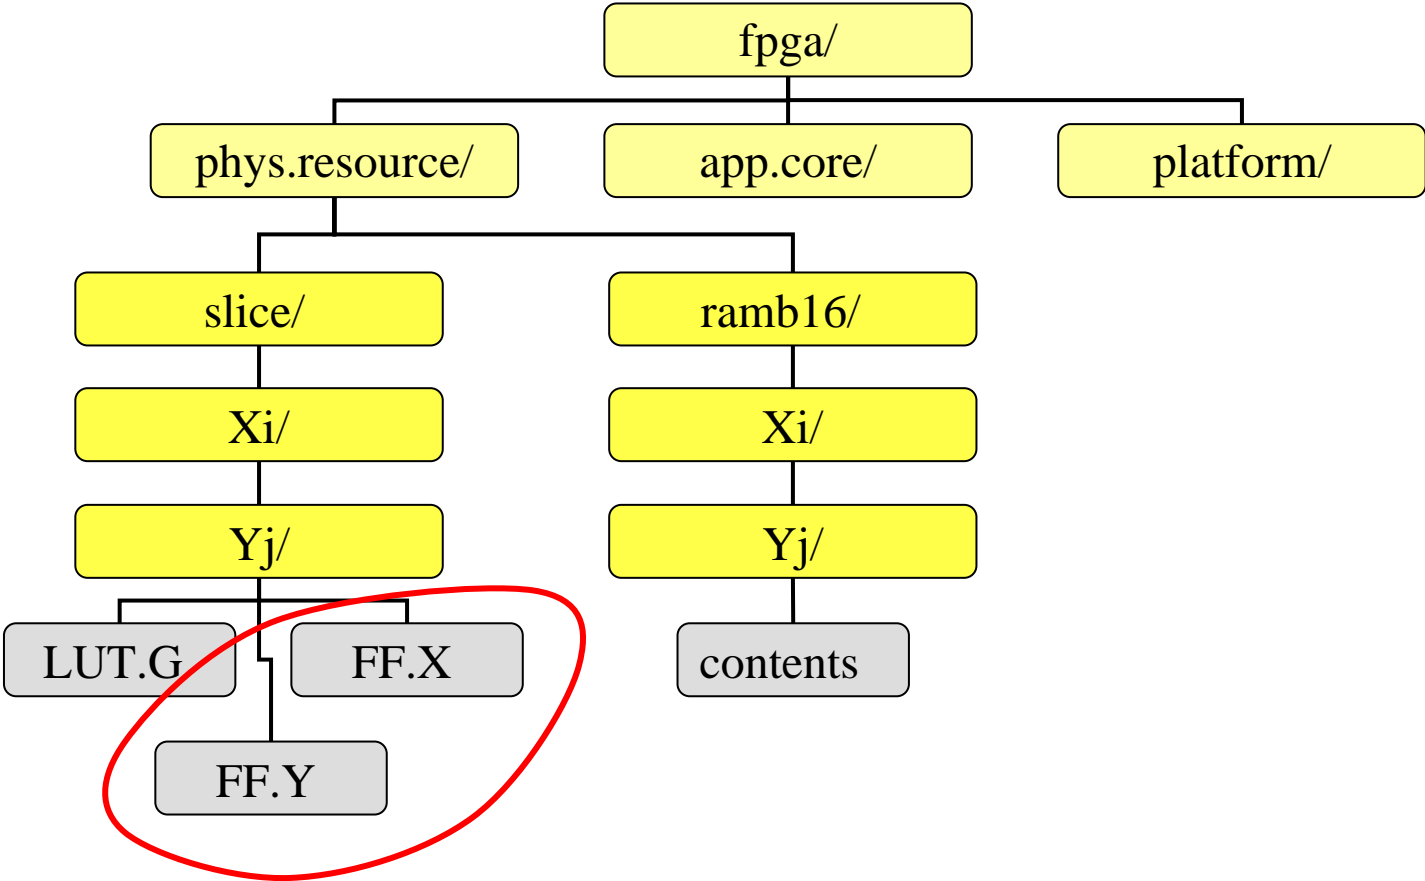 fpga/
phys.resource/
app.core/
platform/
slice/
ramb16/
Xi/
Xi/
Yj/
Yj/
LUT.G
FF.X
contents
FF.Y